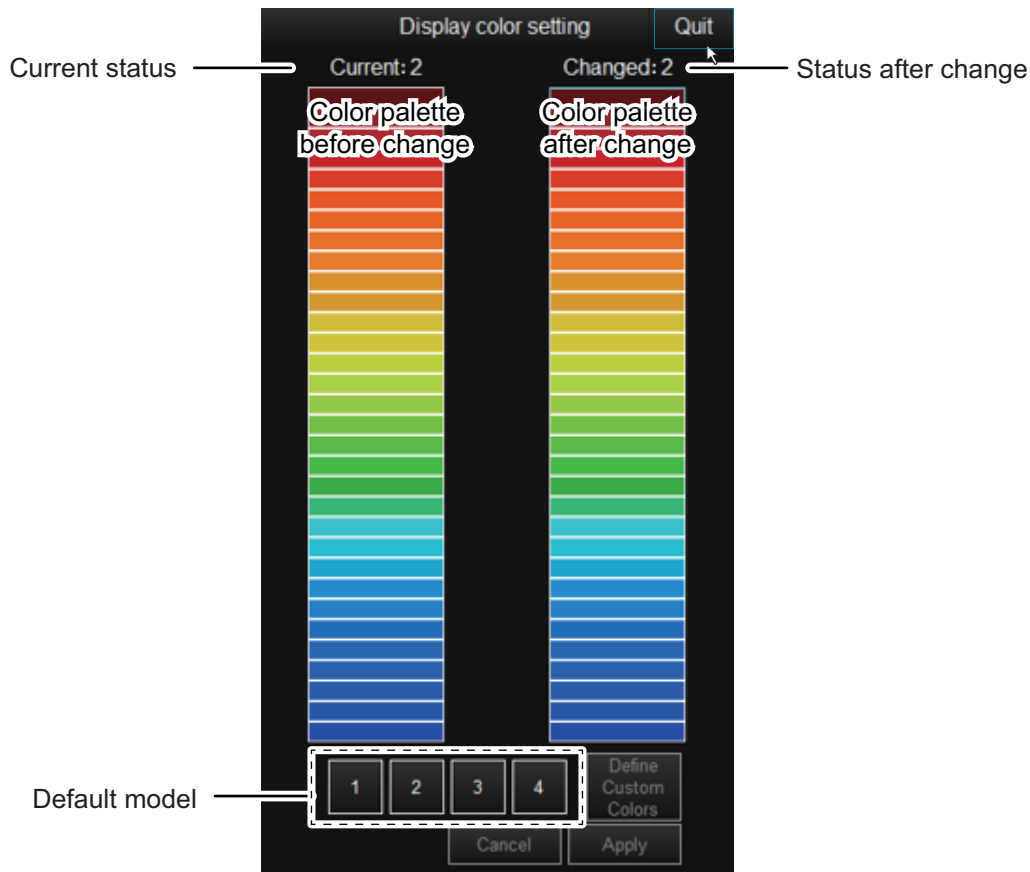 Display color setting
Quit
Current status
Current: 2
Changed: 2
Status after change
Color palette
before change
Color palette
after change
Default model
1
2
3
4
Define
Custom
Colors
Cancel
Apply